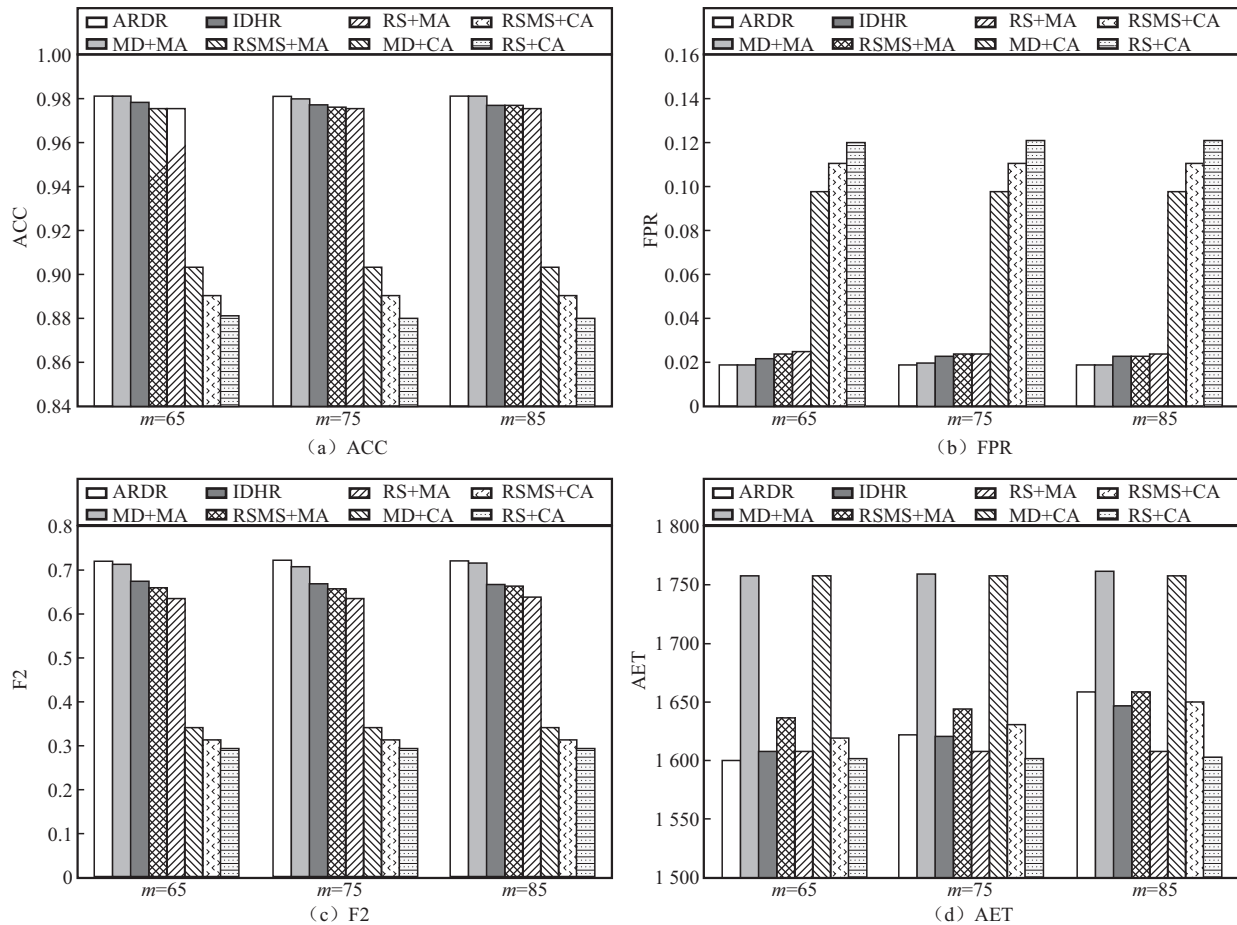 ARDR IDHR RS+MA RSMS+CA
MD+MA RSMS+MA MD+CA RS+CA
1.00
0.98
0.96
0.94
0.92
0.90
0.88
0.86
0.84
ACC
m=65 m=75 m=85
（a）ACC
ARDR IDHR RS+MA RSMS+CA
MD+MA RSMS+MA MD+CA RS+CA
0.16
0.14
0.12
0.10
0.08
0.06
0.04
0.02
0
FPR
m=65 m=75 m=85
（b）FPR
ARDR IDHR RS+MA RSMS+CA
MD+MA RSMS+MA MD+CA RS+CA
0.8
0.7
0.6
0.5
0.4
0.3
0.2
0.1
0
F2
m=65 m=75 m=85
（c）F2
ARDR IDHR RS+MA RSMS+CA
MD+MA RSMS+MA MD+CA RS+CA
1 800
1 750
1 700
1 650
1 600
1 550
1 500
AET
m=65 m=75 m=85
（d）AET